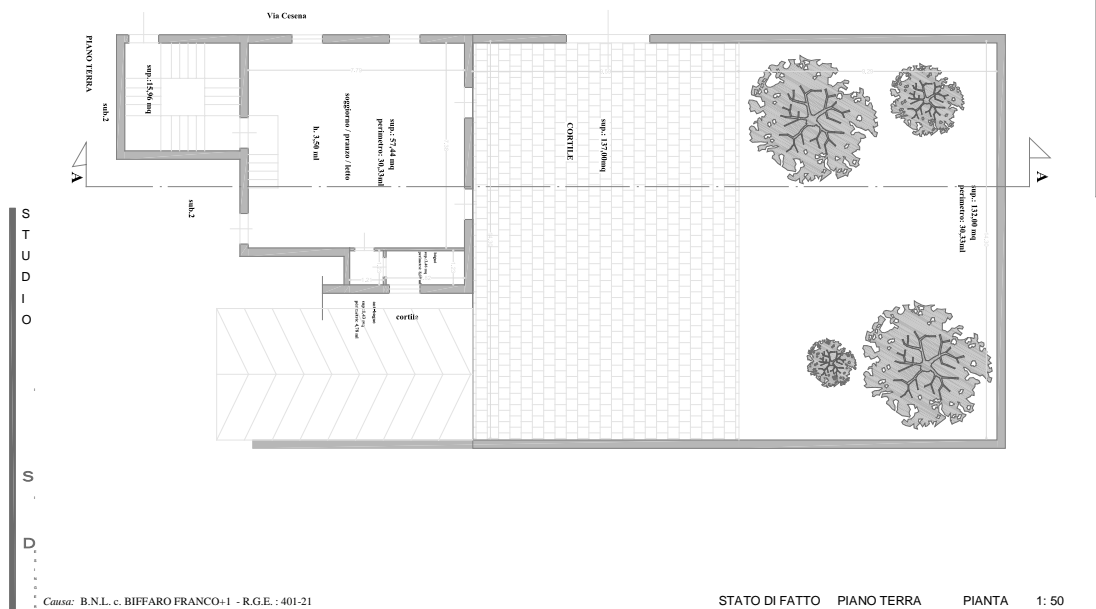 Via Cesena
PIANO TERRA
sub.2
sup.:15,96 mq
soggiorno / pranzo / letto
h. 3,50 ml
sup.: 57,44 mq
perimetro: 30,33ml
CORTILE
sup.: 137,00mq
A
A
sup.: 132,00 mq
perimetro: 30,33ml
sub.2
cortile
STUDIO
S
D
Causa: B.N.L. c. BIFFARO FRANCO+1 - R.G.E. : 401-21
STATO DI FATTO PIANO TERRA PIANTA 1: 50